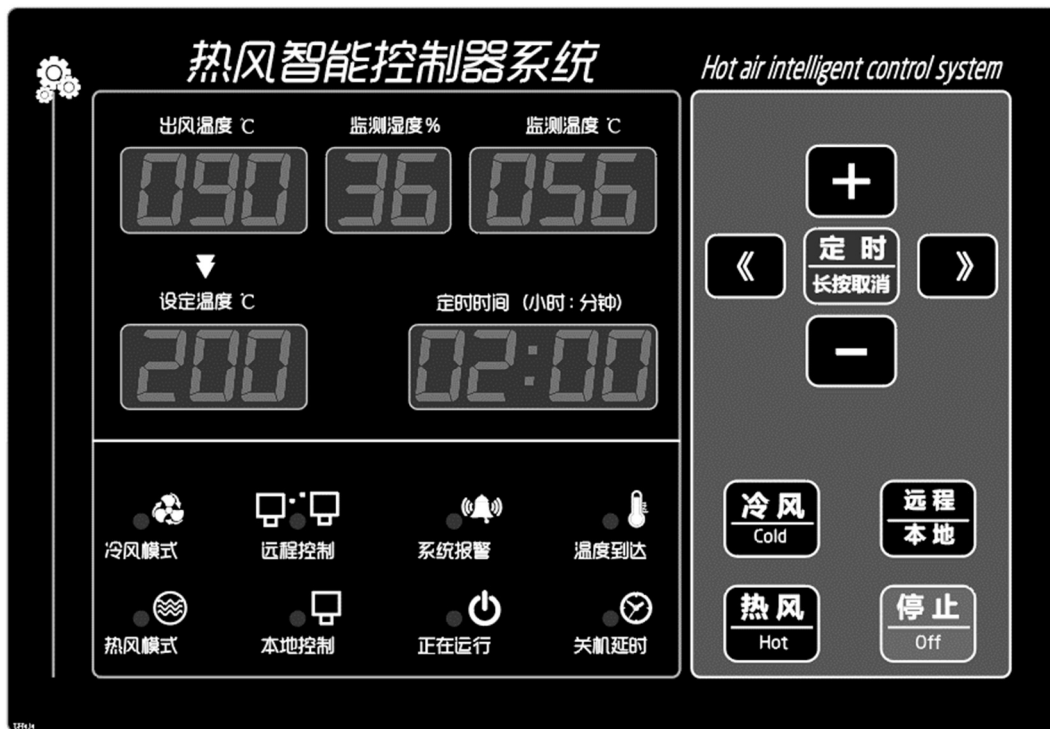 热风智能控制器系统
Hot air intelligent control system
出风温度 ℃
监测湿度%
监测温度 ℃
090
36
056
设定温度 ℃
定时时间 (小时:分钟)
200
02:00
冷风模式
远程控制
系统报警
温度到达
热风模式
本地控制
正在运行
关机延时
+
《
定时
长按取消
》
-
冷风
Cold
远程
本地
热风
Hot
停止
Off